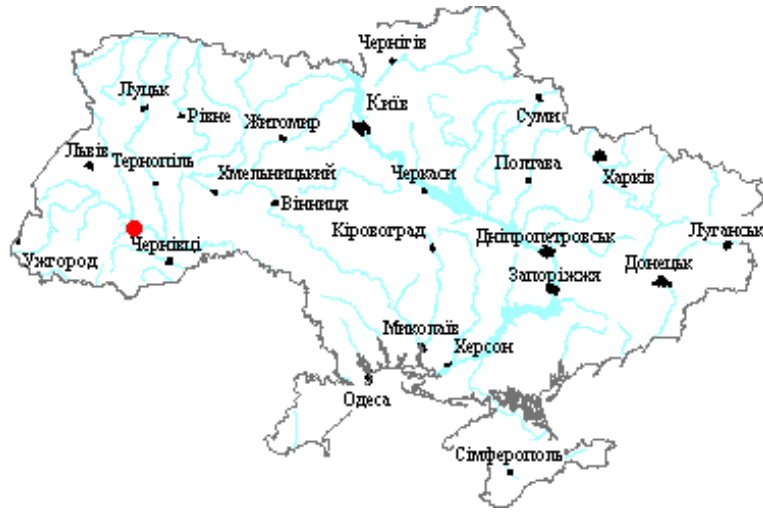 Чернігів
Луцьк
Рівне
Київ
Суми
Житомир
Львів
Тернопіль
Хмельницький
Черкаси
Полтава
Харків
Вінниця
Кіровоград
Дніпропетровськ
Луганськ
Чернівці
Ужгород
Запоріжжя
Донецьк
Миколаїв
Херсон
Одеса
Сімферополь